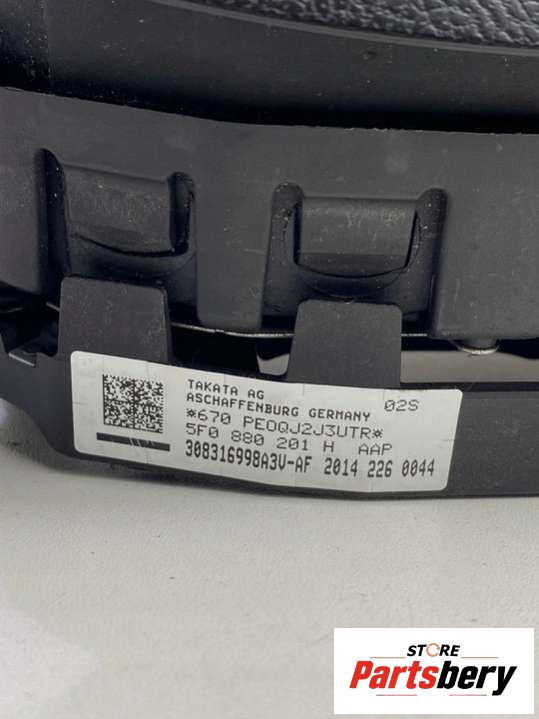 TAKATA AG
ASCHAFFENBURG GERMANY 02S
*670 PEOQJ2J3UTR*
5F0 880 201 H AAP
308316998A3V-AF 2014 226 0044
STORE
Partsbery